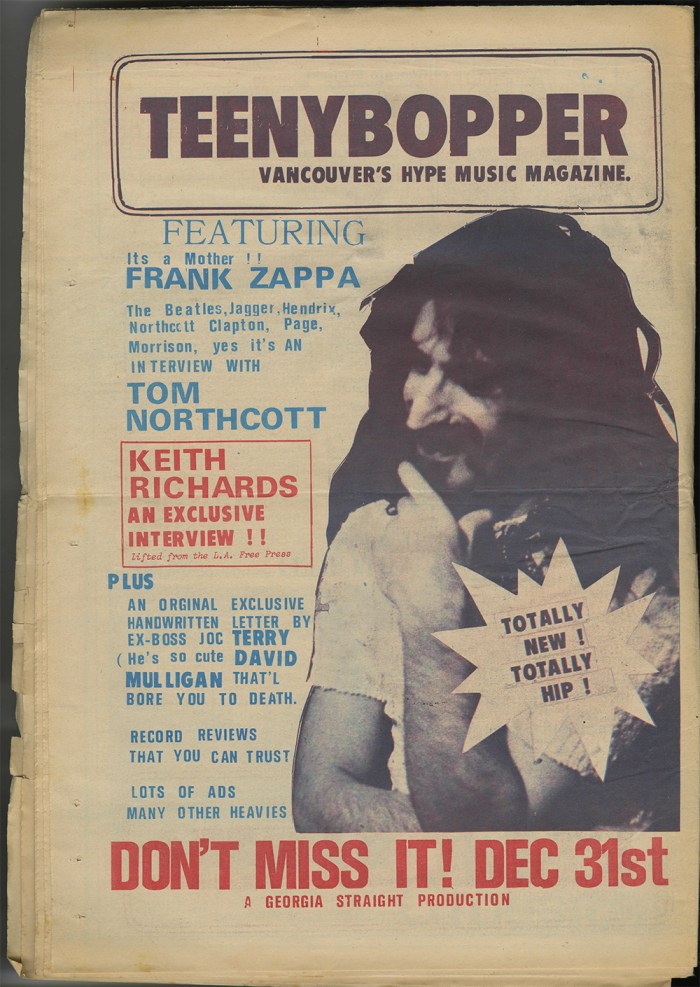 TEENYBOPPER
VANCOUVER'S HYPE MUSIC MAGAZINE.
FEATURING
Its a Mother !!
FRANK ZAPPA
The Beatles,Jagger,Hendrix,
Northcott Clapton, Page,
Morrison, yes it's AN
INTERVIEW WITH
TOM
NORTHCOTT
KEITH
RICHARDS
AN EXCLUSIVE
INTERVIEW !!
lifted from the L.A. Free Press
PLUS
AN ORGINAL EXCLUSIVE
HANDWRITTEN LETTER BY
EX-BOSS JOC TERRY
(He's so cute DAVID
MULLIGAN THAT'L
BORE YOU TO DEATH.
RECORD REVIEWS
THAT YOU CAN TRUST
LOTS OF ADS
MANY OTHER HEAVIES
TOTALLY
NEW !
TOTALLY
HIP !
DON'T MISS IT! DEC 31st
A GEORGIA STRAIGHT PRODUCTION